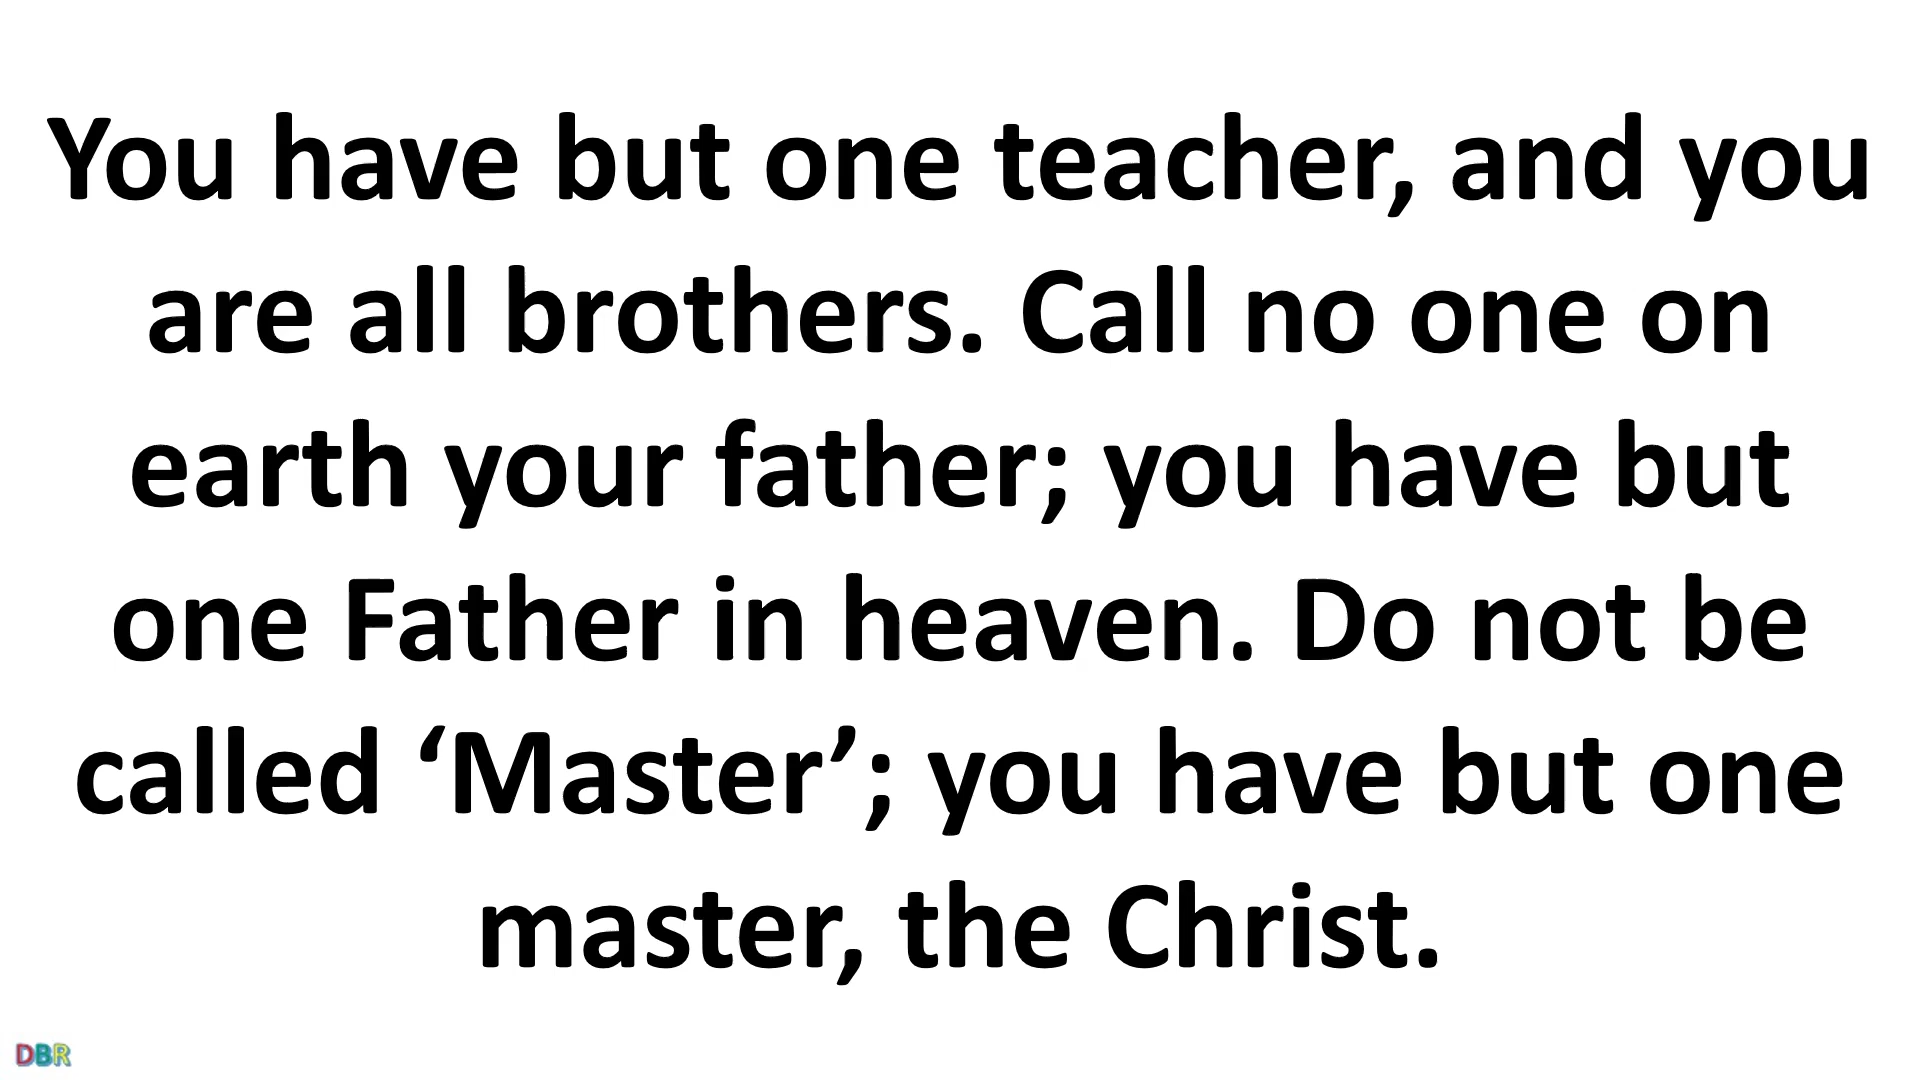 You have but one teacher, and you
are all brothers. Call no one on
earth your father; you have but
one Father in heaven. Do not be
called ‘Master’; you have but one
master, the Christ.
DBR